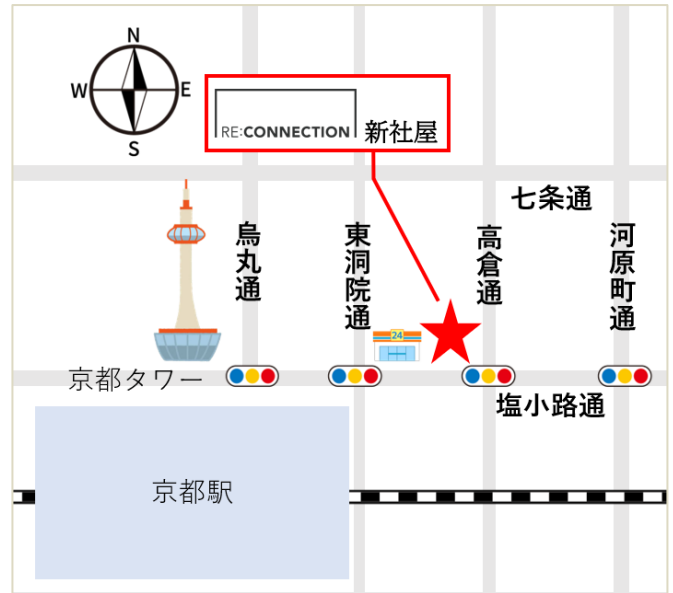 N
W E
S
RE:CONNECTION 新社屋
七条通
烏丸通
東洞院通
高倉通
河原町通
24
京都タワー
塩小路通
京都駅